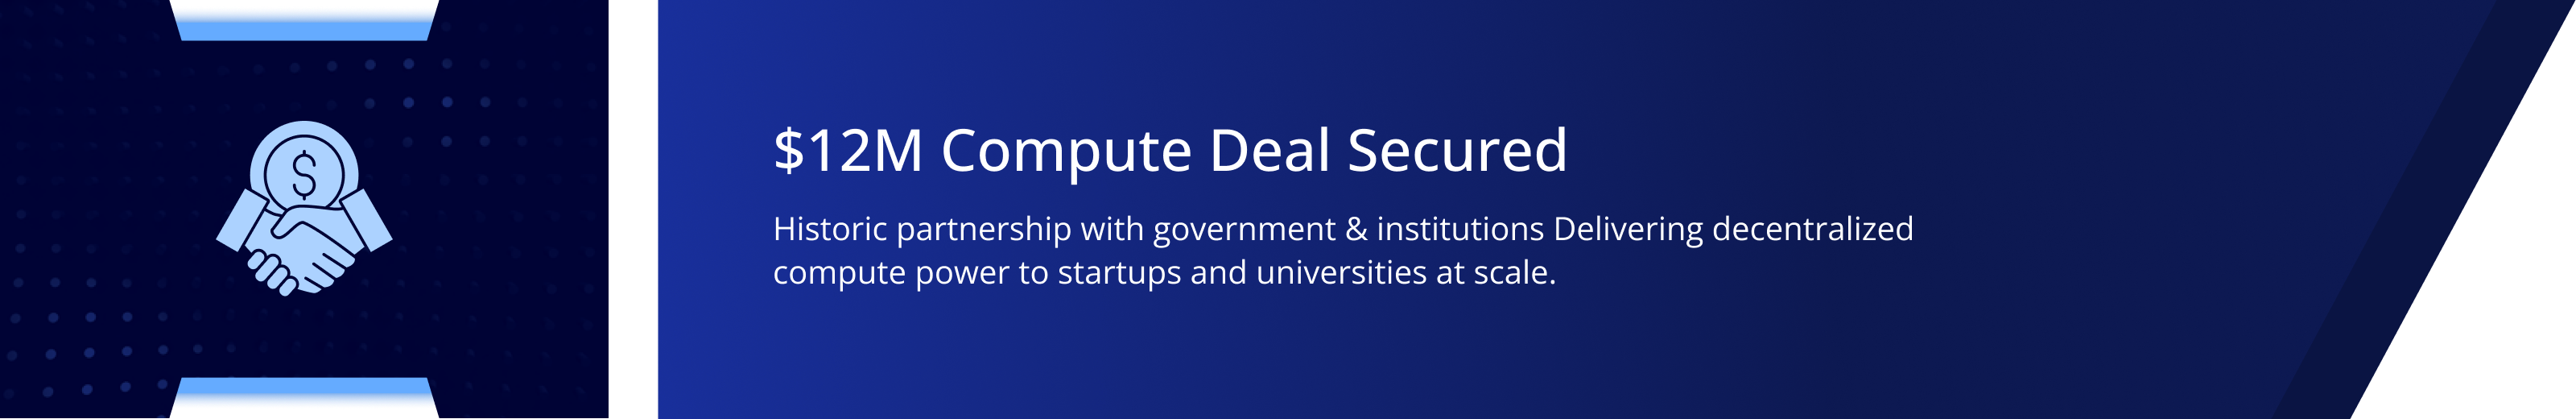 $12M Compute Deal Secured
Historic partnership with government & institutions Delivering decentralized
compute power to startups and universities at scale.